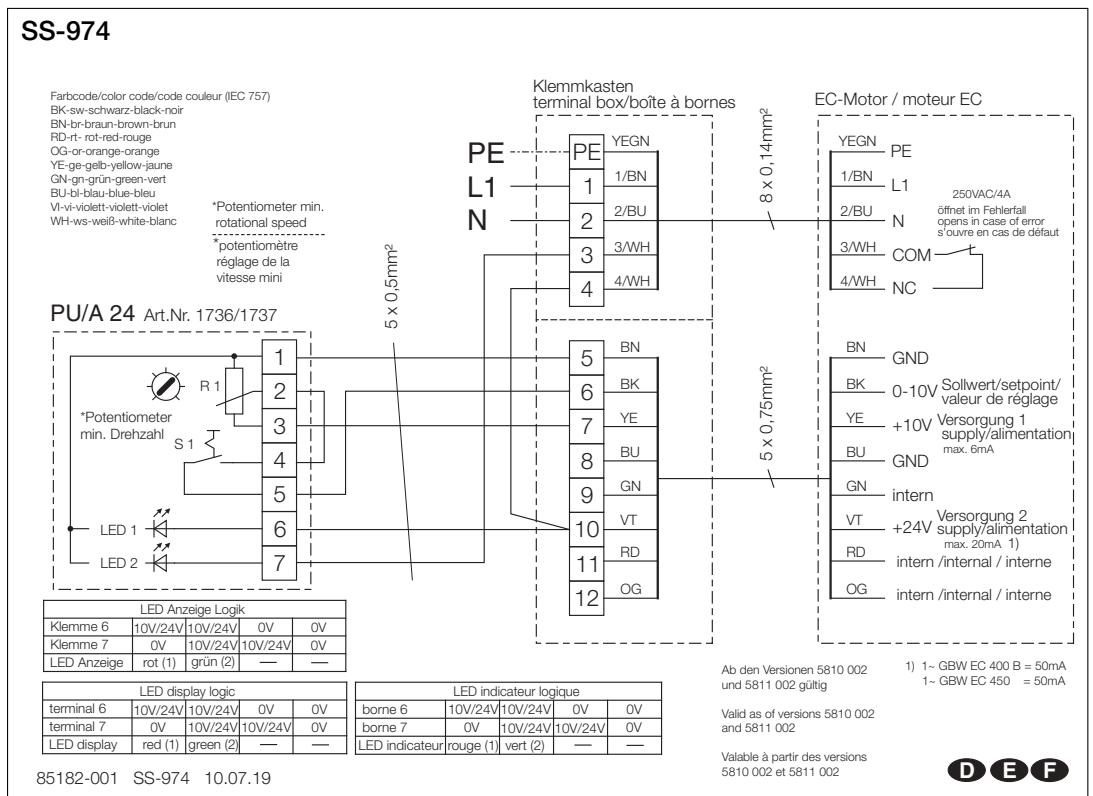 SS-974
Farbcode/color code/code couleur (IEC 757)
BK-sw-schwarz-black-noir
BN-br-braun-brown-brun
RD-rt- rot-red-rouge
OG-or-orange-orange
YE-ge-gelb-yellow-jaune
GN-gn-grün-green-vert
BU-bl-blau-blue-bleu
VI-vi-violett-violett-violet
WH-ws-weiß-white-blanc
*Potentiometer min.
rotational speed
*potentiomètre
réglage de la
vitesse mini
5 x 0,5mm²
Klemmkasten
terminal box/boîte à bornes
PE PE YEGN
L1 1 1/BN
N 2 2/BU
3 3/WH
4 4/WH
8 x 0,14mm²
EC-Motor / moteur EC
YEGN PE
1/BN L1
2/BU N
3/WH COM
4/WH NC
250VAC/4A
öffnet im Fehlerfall
opens in case of error
s'ouvre en cas de défaut
PU/A 24 Art.Nr. 1736/1737
1
R 1 2
*Potentiometer
min. Drehzahl
3
S 1 4
5
LED 1 6
LED 2 7
5 BN
6 BK
7 YE
8 BU
9 GN
10 VT
11 RD
12 OG
5 x 0,75mm²
BN GND
BK 0-10V Sollwert/setpoint/
valeur de réglage
YE +10V Versorgung 1
supply/alimentation
max. 6mA
BU GND
GN intern
VT +24V Versorgung 2
supply/alimentation
max. 20mA 1)
RD intern /internal / interne
OG intern /internal / interne
LED Anzeige Logik
Klemme 6 10V/24V 10V/24V 0V 0V
Klemme 7 0V 10V/24V 10V/24V 0V
LED Anzeige rot (1) grün (2) — —
LED display logic
terminal 6 10V/24V 10V/24V 0V 0V
terminal 7 0V 10V/24V 10V/24V 0V
LED display red (1) green (2) — —
LED indicateur logique
borne 6 10V/24V 10V/24V 0V 0V
borne 7 0V 10V/24V 10V/24V 0V
LED indicateur rouge (1) vert (2) — —
Ab den Versionen 5810 002
und 5811 002 gültig
Valid as of versions 5810 002
and 5811 002
Valable à partir des versions
5810 002 et 5811 002
1) 1~ GBW EC 400 B = 50mA
1~ GBW EC 450 = 50mA
85182-001 SS-974 10.07.19
D E F